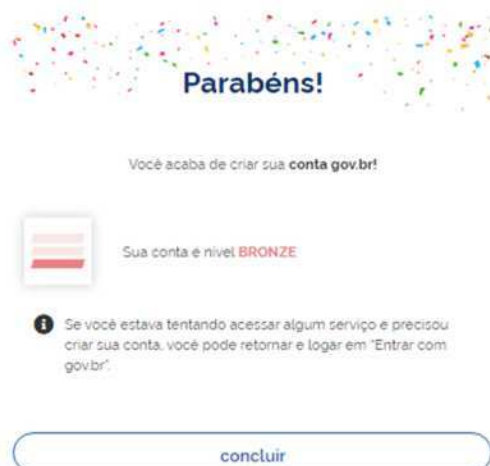 Parabéns!
Você acaba de criar sua conta gov.br!
Sua conta é nível BRONZE
Se você estava tentando acessar algum serviço e precisou
criar sua conta, você pode retornar e logar em "Entrar com
gov.br".
concluir